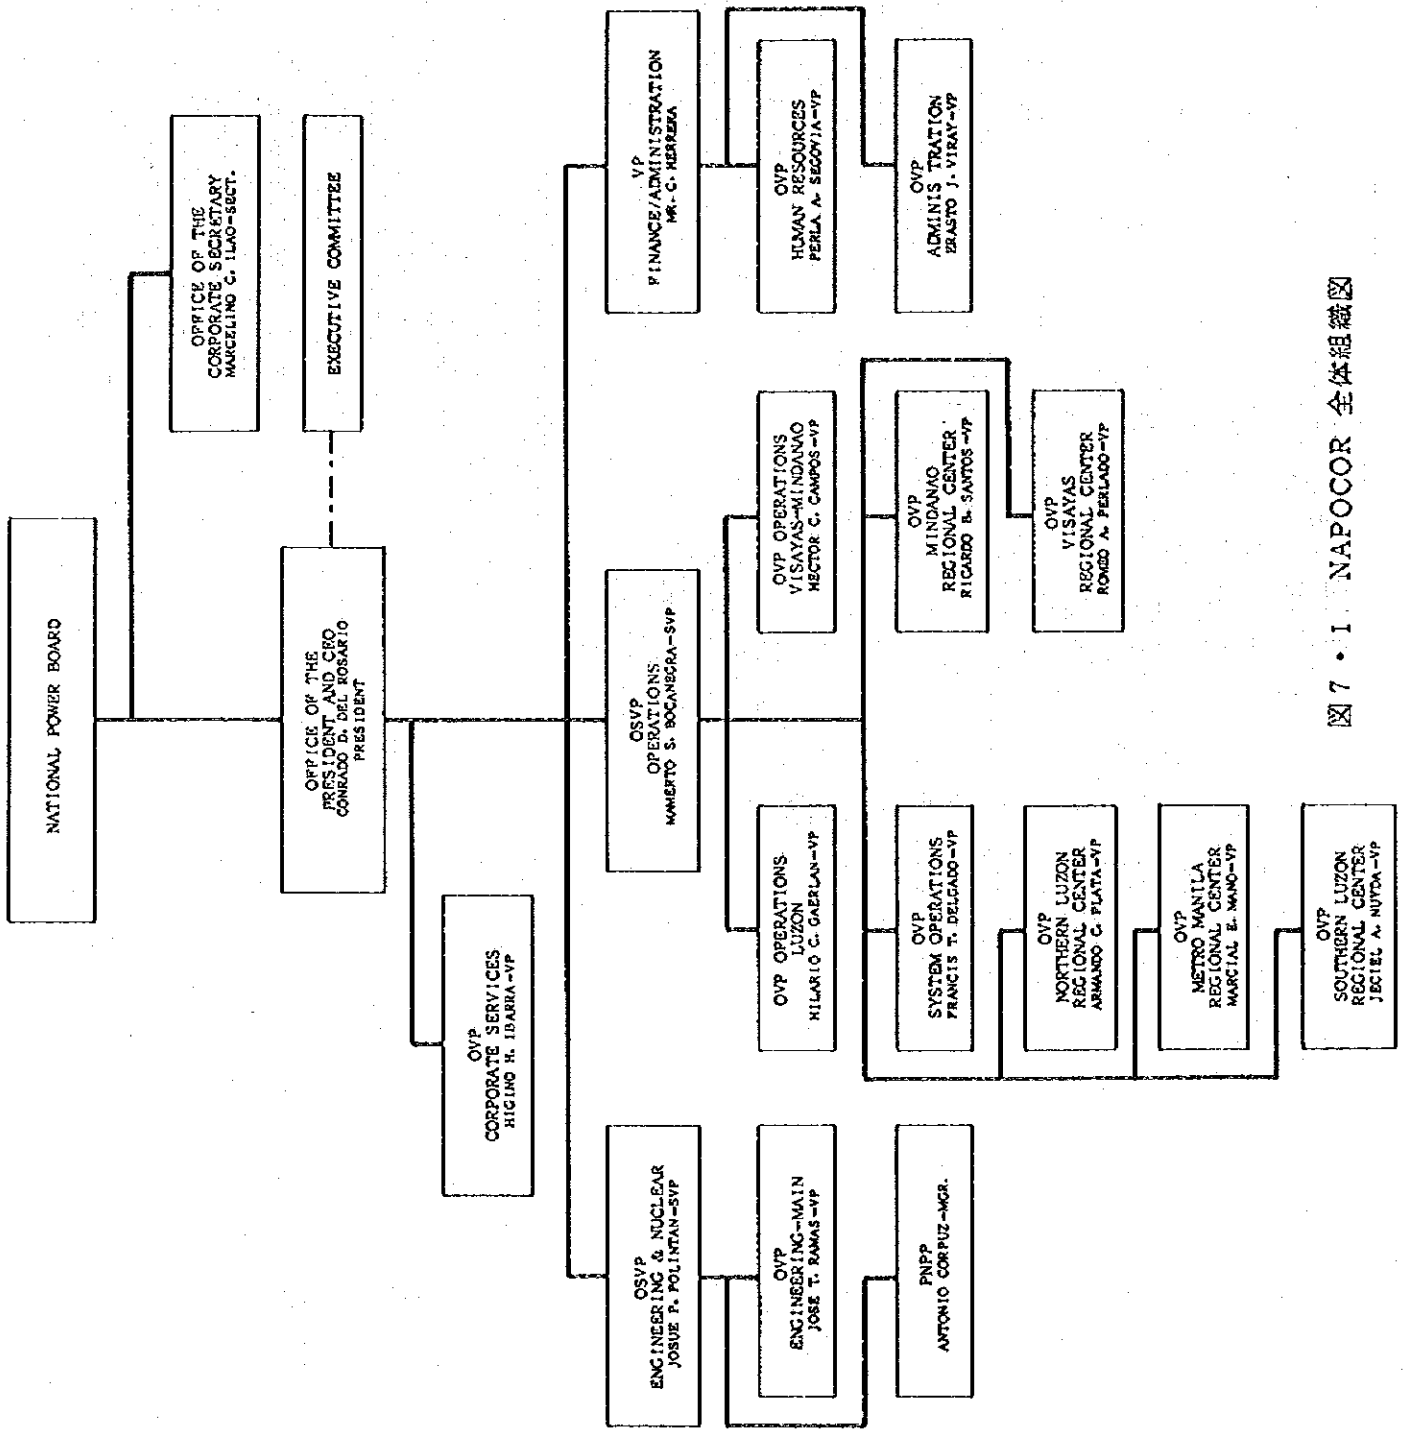 NATIONAL POWER BOARD
OFFICE OF THE
CORPORATE SECRETARY
MARCELINO C. ILAO-SECT.
OFFICE OF THE
PRESIDENT AND CEO
CONRADO D. DEL ROSARIO
PRESIDENT
EXECUTIVE COMMITTEE
OVP
CORPORATE SERVICES
HIGINO H. IBARRA-VP
OSVP
ENGINEERING & NUCLEAR
JOSUE P. POLINTAN-SVP
OSVP
OPERATIONS
MAMERTO S. BOCANEGRA-SVP
VP
FINANCE/ADMINISTRATION
MR. C. HERRERA
OVP
ENGINEERING-MAIN
JOSE T. RAMAS-VP
OVP OPERATIONS
LUZON
HILARIO C. GAERLAN-VP
OVP OPERATIONS
VISAYAS-MINDANAO
HECTOR C. CAMPOS-VP
OVP
HUMAN RESOURCES
PERLA A. SEGOVIA-VP
PNPP
ANTONIO CORPUZ-MGR.
OVP
SYSTEM OPERATIONS
FRANCIS T. DELGADO-VP
OVP
MINDANAO
REGIONAL CENTER
RICARDO B. SANTOS-VP
OVP
ADMINIS TRATION
ERASTO J. VIRAY-VP
OVP
NORTHERN LUZON
REGIONAL CENTER
ARMANDO C. PLATA-VP
OVP
VISAYAS
REGIONAL CENTER
ROMEO A. PERLADO-VP
OVP
METRO MANILA
REGIONAL CENTER
MARCIAL E. MANO-VP
OVP
SOUTHERN LUZON
REGIONAL CENTER
JECIEL A. NUYDA-VP
図 7・1 NAPOCOR 全体組織図